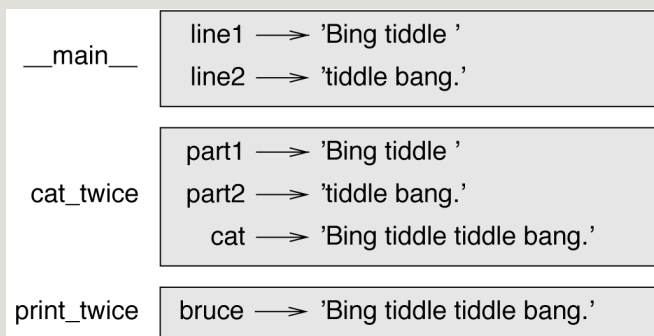 __main__
line1 → 'Bing tiddle ’
line2 → 'tiddle bang.’
cat_twice
part1 → 'Bing tiddle ’
part2 → 'tiddle bang.’
cat → 'Bing tiddle tiddle bang.’
print_twice
bruce → 'Bing tiddle tiddle bang.’